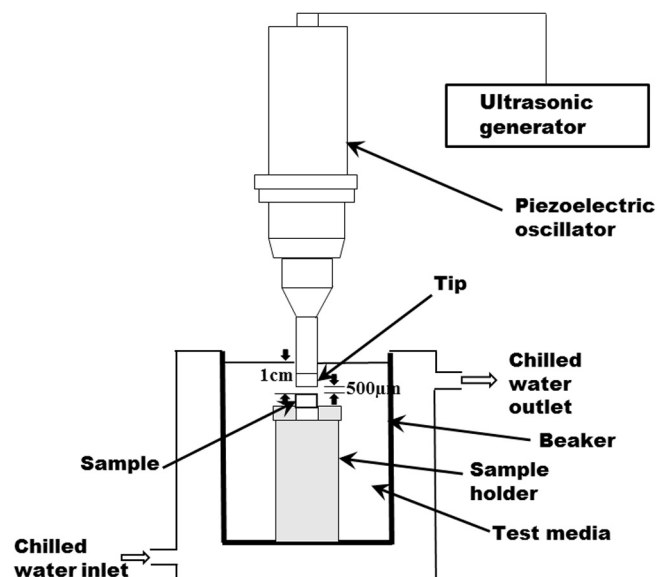 Ultrasonic
generator
Piezoelectric
oscillator
Tip
1cm
500μm
Chilled
water
outlet
Beaker
Sample
Sample
holder
Test media
Chilled
water inlet